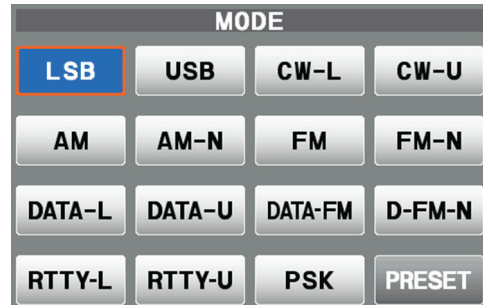 MODE
LSB USB CW-L CW-U
AM AM-N FM FM-N
DATA-L DATA-U DATA-FM D-FM-N
RTTY-L RTTY-U PSK PRESET